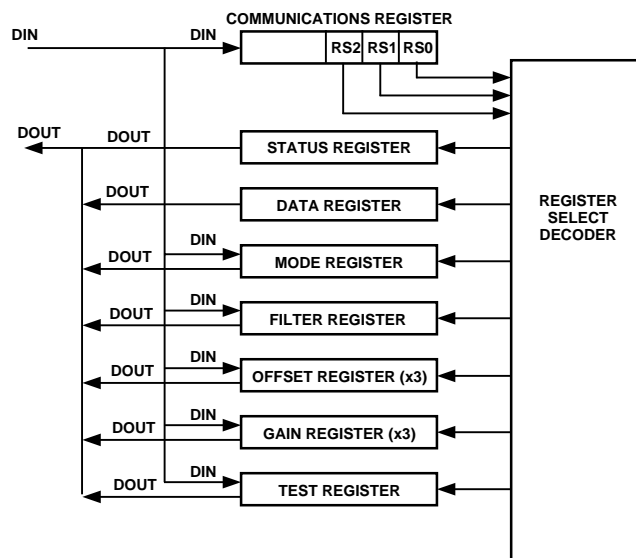 COMMUNICATIONS REGISTER
DIN
DIN
RS2 RS1 RS0
DOUT
DOUT
STATUS REGISTER
DOUT
DATA REGISTER
REGISTER
SELECT
DECODER
DIN
DOUT
MODE REGISTER
DIN
DOUT
FILTER REGISTER
DIN
DOUT
OFFSET REGISTER (x3)
DIN
DOUT
GAIN REGISTER (x3)
DIN
DOUT
TEST REGISTER